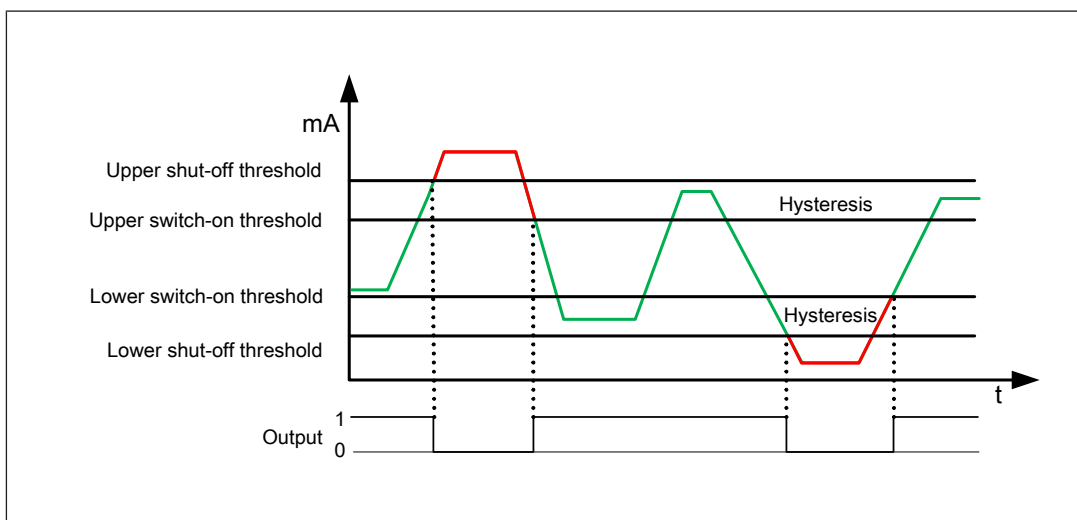 mA
Upper shut-off threshold
Upper switch-on threshold
Hysteresis
Lower switch-on threshold
Hysteresis
Lower shut-off threshold
t
1
Output
0